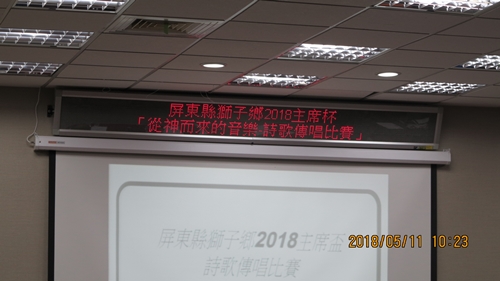 屏東縣獅子鄉2018主席杯
「從神而來的音樂 詩歌傳唱比賽」
屏東縣獅子鄉2018主席盃
詩歌傳唱比賽
2018/05/11 10:23